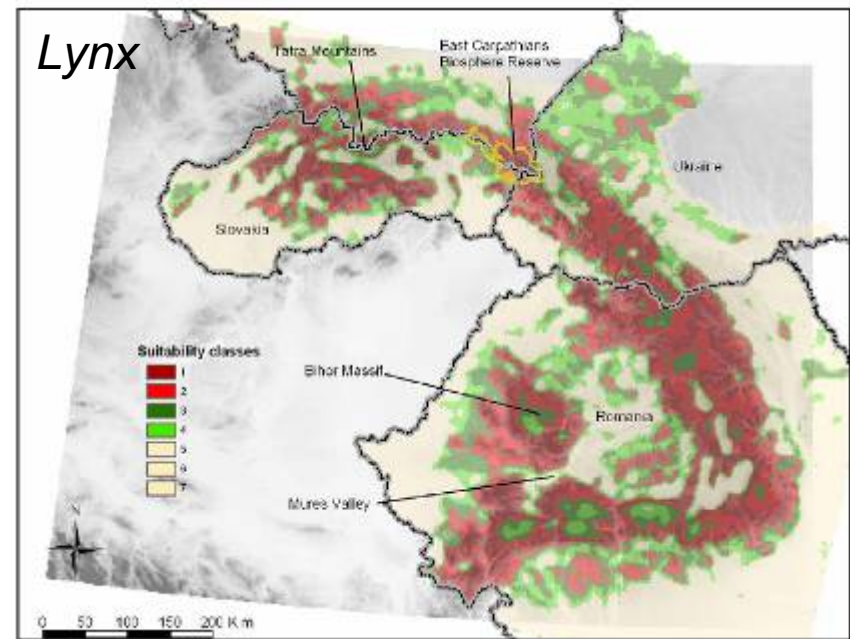 Lynx
Tatra Mountains
East Carpathians
Biosphere Reserve
Ukraine
Slovakia
Suitability classes
1
2
3
4
5
6
7
Bihor Massif
Romania
Mures Valley
N
0 50 100 150 200 Km